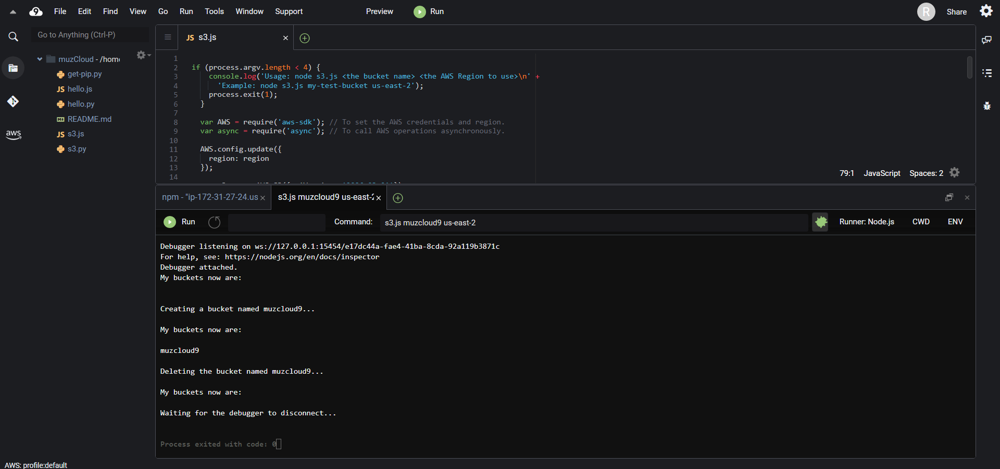 File Edit Find View Go Run Tools Window Support Preview Run R Share
Go to Anything (Ctrl-P)
muzCloud - /home
get-pip.py
JS hello.js
hello.py
README.md
JS s3.js
s3.py
aws
JS s3.js
1
2 if (process.argv.length < 4) {
3 console.log('Usage: node s3.js <the bucket name> <the AWS Region to use>\n' +
4 'Example: node s3.js my-test-bucket us-east-2');
5 process.exit(1);
6 }
7
8 var AWS = require('aws-sdk'); // To set the AWS credentials and region.
9 var async = require('async'); // To call AWS operations asynchronously.
10
11 AWS.config.update({
12 region: region
13 });
14
79:1 JavaScript Spaces: 2
npm - "ip-172-31-27-24.us s3.js muzcloud9 us-east-2
Run Command: s3.js muzcloud9 us-east-2 Runner: Node.js CWD ENV
Debugger listening on ws://127.0.0.1:15454/e17dc44a-fae4-41ba-8cda-92a119b3871c
For help, see: https://nodejs.org/en/docs/inspector
Debugger attached.
My buckets now are:
Creating a bucket named muzcloud9...
My buckets now are:
muzcloud9
Deleting the bucket named muzcloud9...
My buckets now are:
Waiting for the debugger to disconnect...
Process exited with code: 0
AWS: profile:default